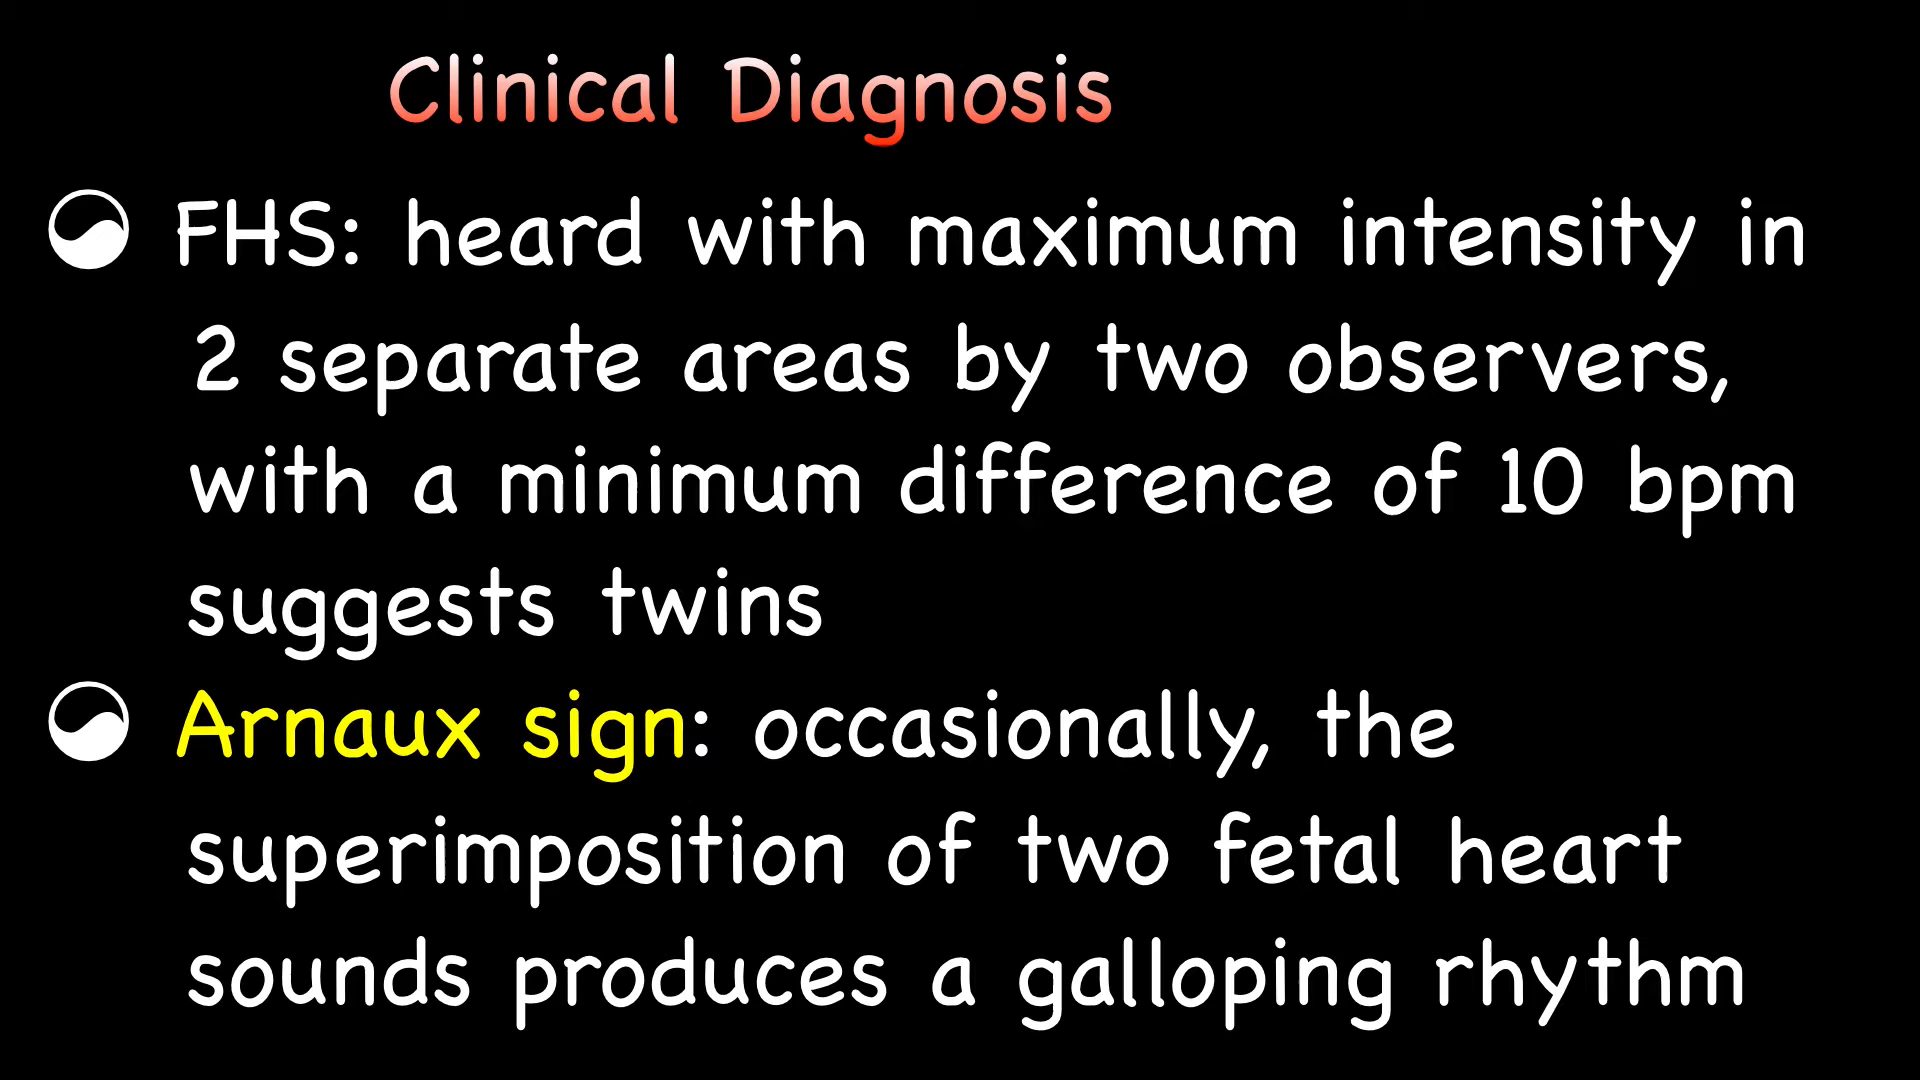 Clinical Diagnosis
FHS: heard with maximum intensity in
2 separate areas by two observers,
with a minimum difference of 10 bpm
suggests twins
Arnaux sign: occasionally, the
superimposition of two fetal heart
sounds produces a galloping rhythm